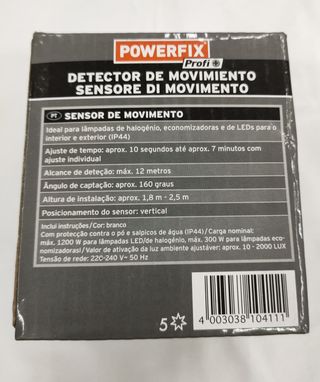 POWERFIX
Profi
DETECTOR DE MOVIMIENTO
SENSORE DI MOVIMENTO
PT SENSOR DE MOVIMENTO
Ideal para lâmpadas de halogénio, economizadoras e de LEDs para o
interior e exterior (IP44)
Ajuste de tempo: aprox. 10 segundos até aprox. 7 minutos com
ajuste individual
Alcance de deteção: máx. 12 metros
Ângulo de captação: aprox. 160 graus
Altura de instalação: aprox. 1,8 m - 2,5 m
Posicionamento do sensor: vertical
Inclui instruções/Cor: branco
Com protecção contra o pó e salpicos de água (IP44)/Carga nominal:
máx. 1200 W para lâmpadas LED/de halogénio, máx. 300 W para lâmpadas eco-
nomizadoras/ Valor de ativação da luz ambiente ajustáver: aprox. 10 - 2000 LUX
Tensão de rede: 220-240 V~ 50 Hz
5
4 003038 104111